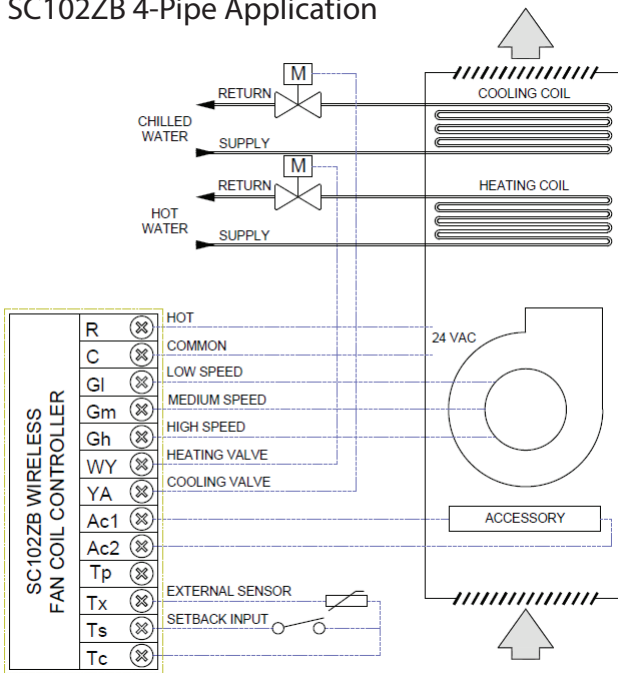 SC102ZB 4-Pipe Application
M
RETURN
COOLING COIL
CHILLED
WATER
SUPPLY
M
RETURN
HEATING COIL
HOT
WATER
SUPPLY
SC102ZB WIRELESS
FAN COIL CONTROLLER
R
HOT
24 VAC
C
COMMON
Gl
LOW SPEED
Gm
MEDIUM SPEED
Gh
HIGH SPEED
WY
HEATING VALVE
YA
COOLING VALVE
Ac1
ACCESSORY
Ac2
Tp
Tx
EXTERNAL SENSOR
Ts
SETBACK INPUT
Tc